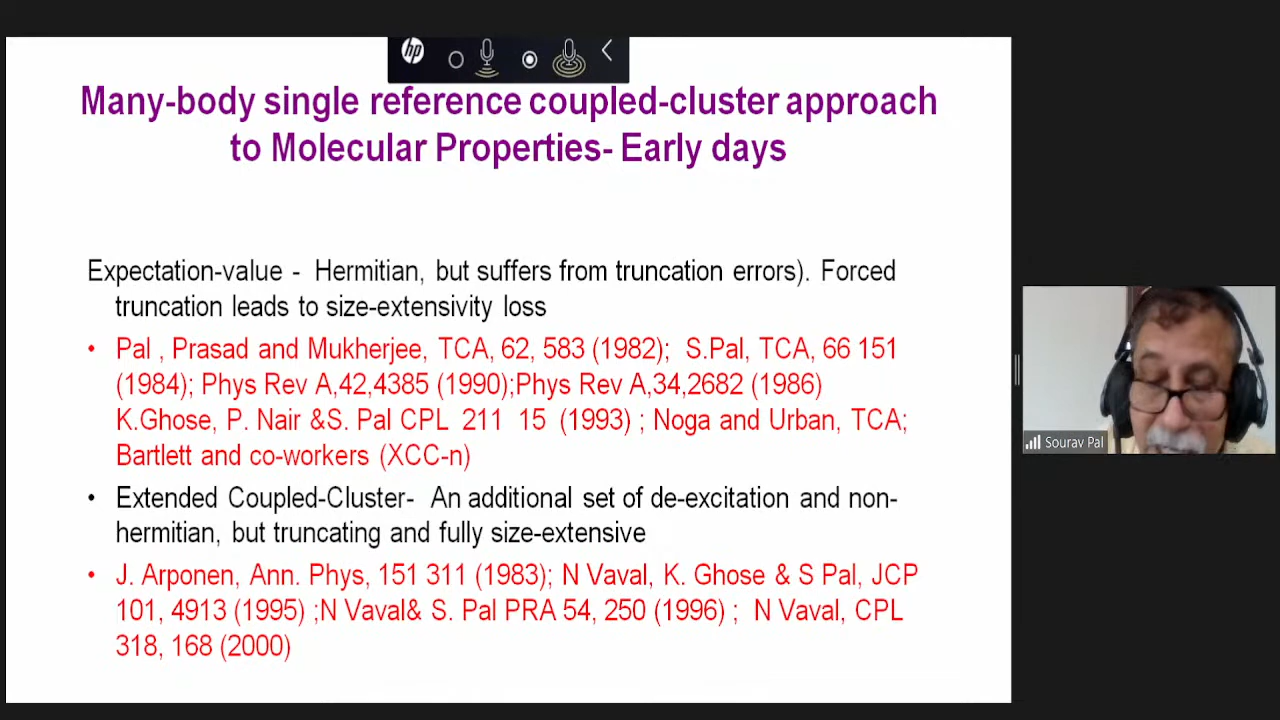 hp
Many-body single reference coupled-cluster approach
to Molecular Properties- Early days
Expectation-value - Hermitian, but suffers from truncation errors). Forced
truncation leads to size-extensivity loss
• Pal , Prasad and Mukherjee, TCA, 62, 583 (1982); S.Pal, TCA, 66 151
(1984); Phys Rev A,42,4385 (1990);Phys Rev A,34,2682 (1986)
K.Ghose, P. Nair &S. Pal CPL 211 15 (1993) ; Noga and Urban, TCA;
Bartlett and co-workers (XCC-n)
• Extended Coupled-Cluster- An additional set of de-excitation and non-
hermitian, but truncating and fully size-extensive
• J. Arponen, Ann. Phys, 151 311 (1983); N Vaval, K. Ghose & S Pal, JCP
101, 4913 (1995) ;N Vaval& S. Pal PRA 54, 250 (1996) ; N Vaval, CPL
318, 168 (2000)
Sourav Pal